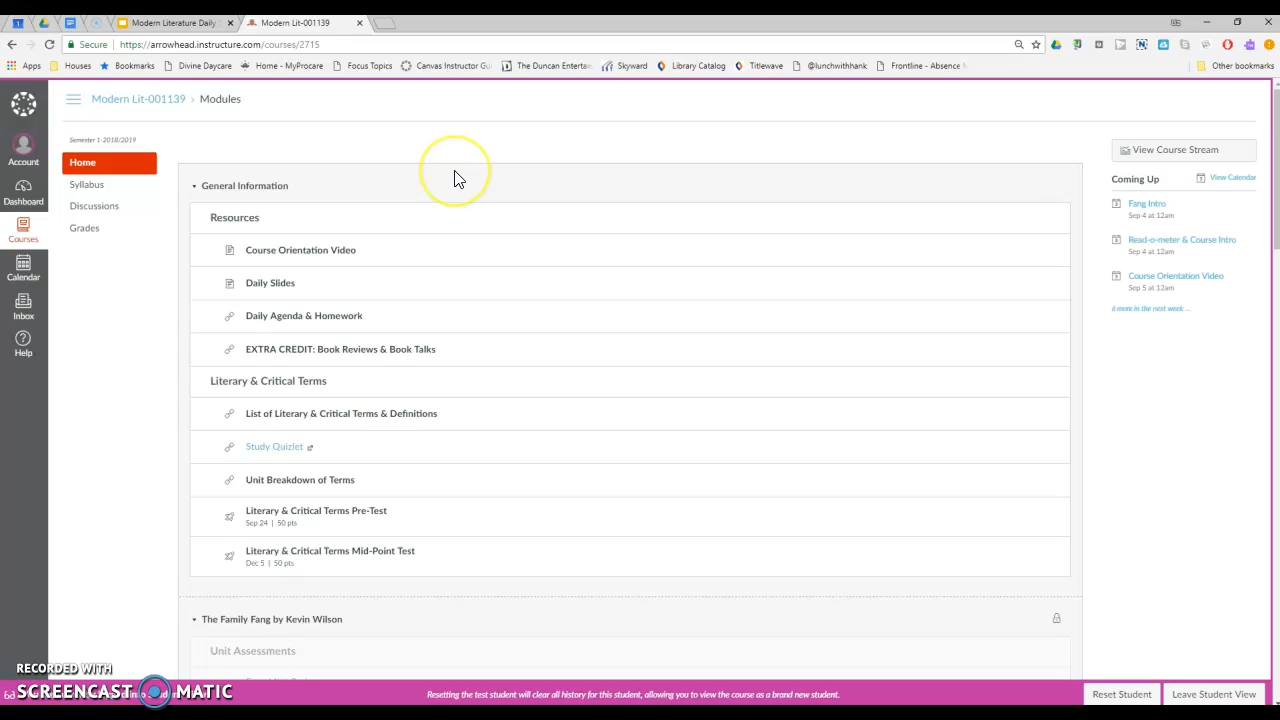 Modern Literature Daily
Modern Lit-001139
Secure
https://arrowhead.instructure.com/courses/2715
Apps
Houses
Bookmarks
Divine Daycare
Home - MyProcare
Focus Topics
Canvas Instructor Gu
The Duncan Enterta
Skyward
Library Catalog
Titlewave
@lunchwithhank
Frontline - Absence M
Other bookmarks
Modern Lit-001139 › Modules
Semester 1-2018/2019
Account
Dashboard
Courses
Calendar
Inbox
Help
Home
Syllabus
Discussions
Grades
General Information
Resources
Course Orientation Video
Daily Slides
Daily Agenda & Homework
EXTRA CREDIT: Book Reviews & Book Talks
Literary & Critical Terms
List of Literary & Critical Terms & Definitions
Study Quizlet
Unit Breakdown of Terms
Literary & Critical Terms Pre-Test
Sep 24 | 50 pts
Literary & Critical Terms Mid-Point Test
Dec 5 | 50 pts
The Family Fang by Kevin Wilson
Unit Assessments
View Course Stream
Coming Up
View Calendar
Fang Intro
Sep 4 at 12am
Read-o-meter & Course Intro
Sep 4 at 12am
Course Orientation Video
Sep 5 at 12am
RECORDED WITH
SCREENCAST MATIC
Resetting the test student will clear all history for this student, allowing you to view the course as a brand new student.
Reset Student
Leave Student View